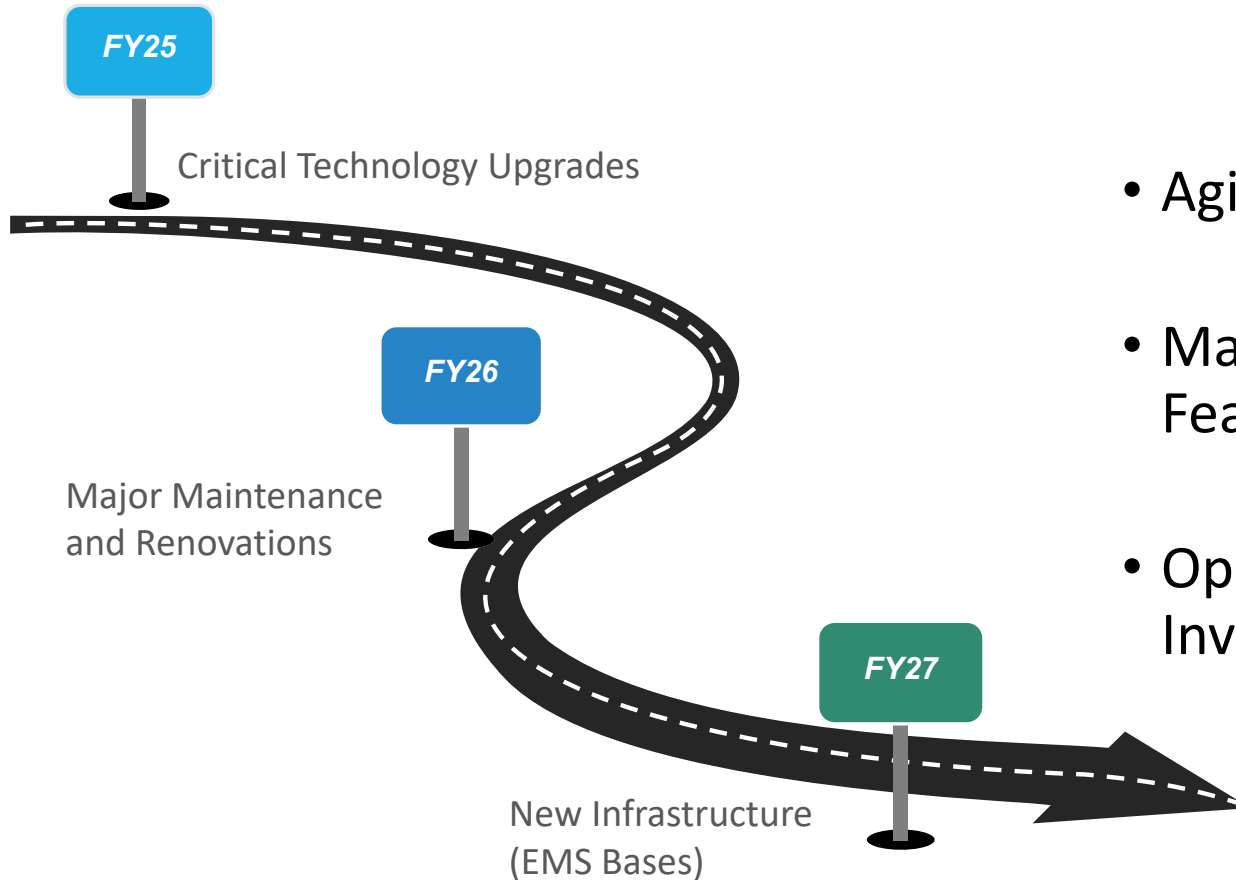 FY25
Critical Technology Upgrades
FY26
Major Maintenance
and Renovations
FY27
New Infrastructure
(EMS Bases)